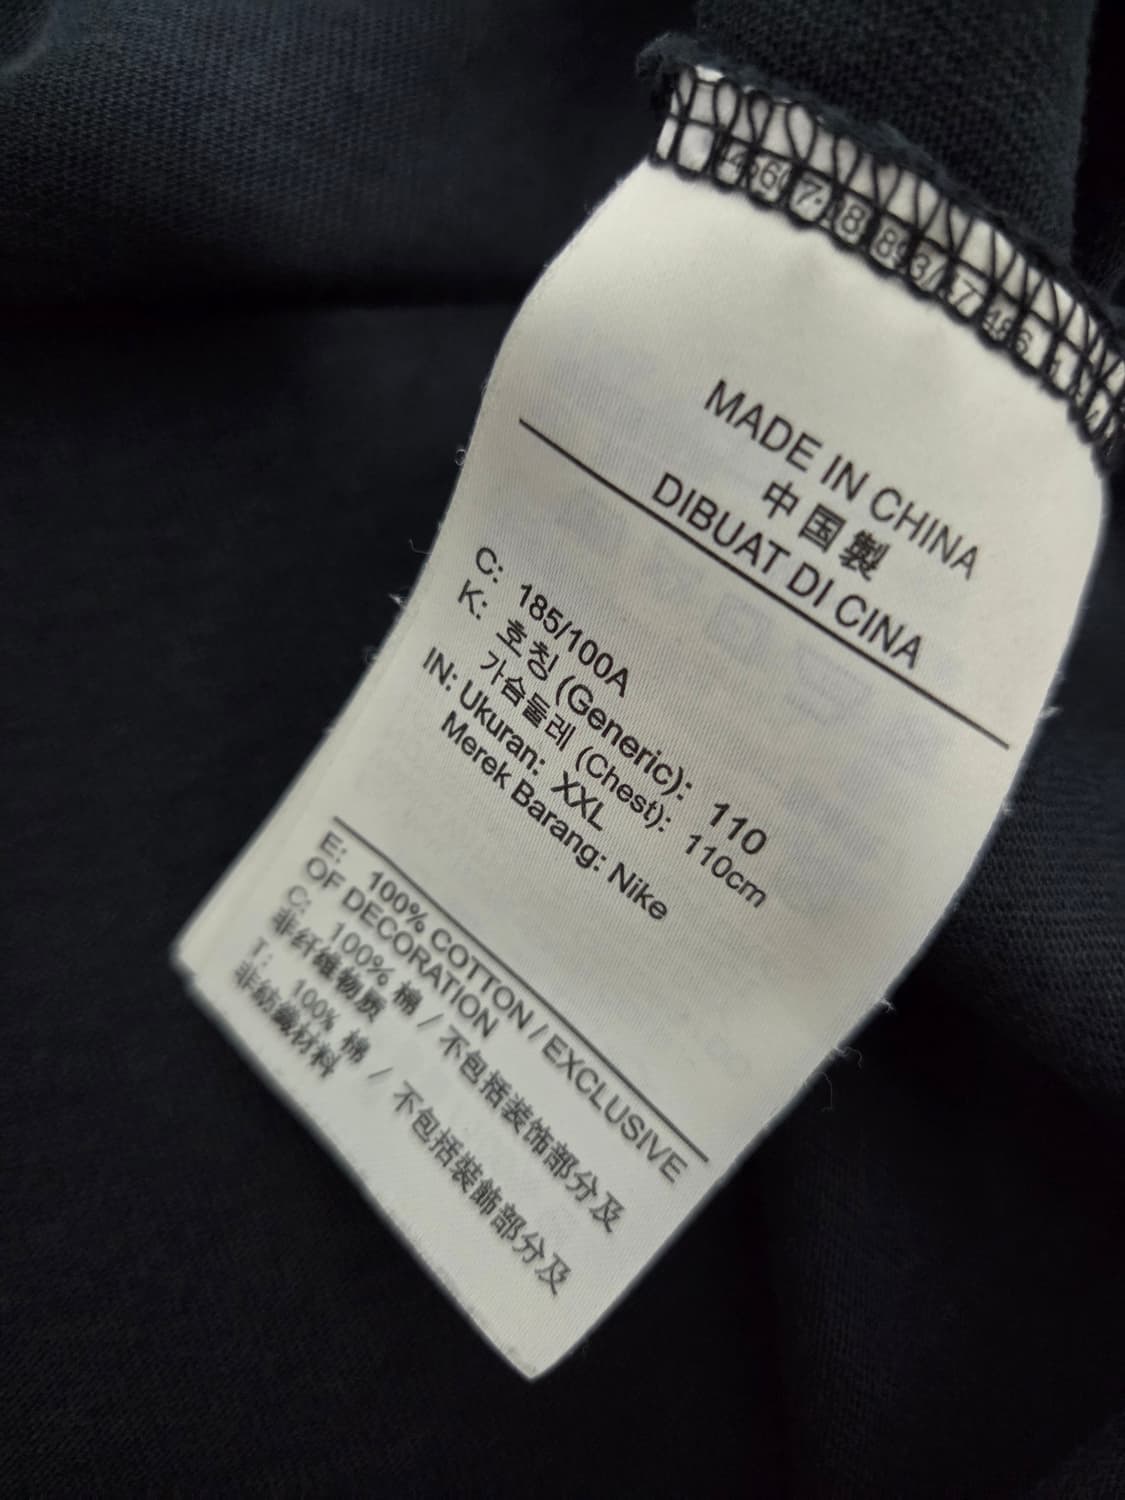 MADE IN CHINA
中国製
DIBUAT DI CINA
C: 185/100A
K: 호칭 (Generic): 110
가슴둘레 (Chest): 110cm
IN: Ukuran: XXL
Merek Barang: Nike
E: 100% COTTON / EXCLUSIVE
OF DECORATION
C: 100% 棉 / 不包括装饰部分及
非纤维物质
T: 100% 棉 / 不包括裝飾部分及
非紡織材料